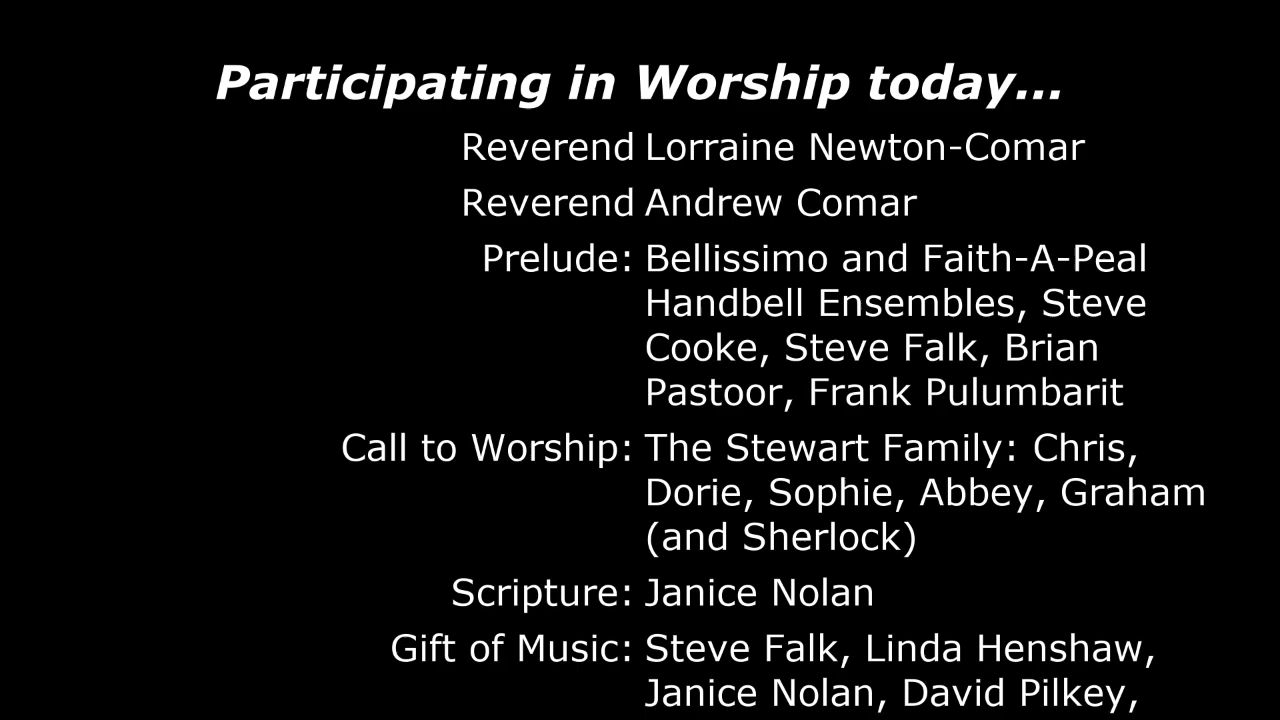 Participating in Worship today...
Reverend Lorraine Newton-Comar
Reverend Andrew Comar
Prelude: Bellissimo and Faith-A-Peal
Handbell Ensembles, Steve
Cooke, Steve Falk, Brian
Pastoor, Frank Pulumbarit
Call to Worship: The Stewart Family: Chris,
Dorie, Sophie, Abbey, Graham
(and Sherlock)
Scripture: Janice Nolan
Gift of Music: Steve Falk, Linda Henshaw,
Janice Nolan, David Pilkey,